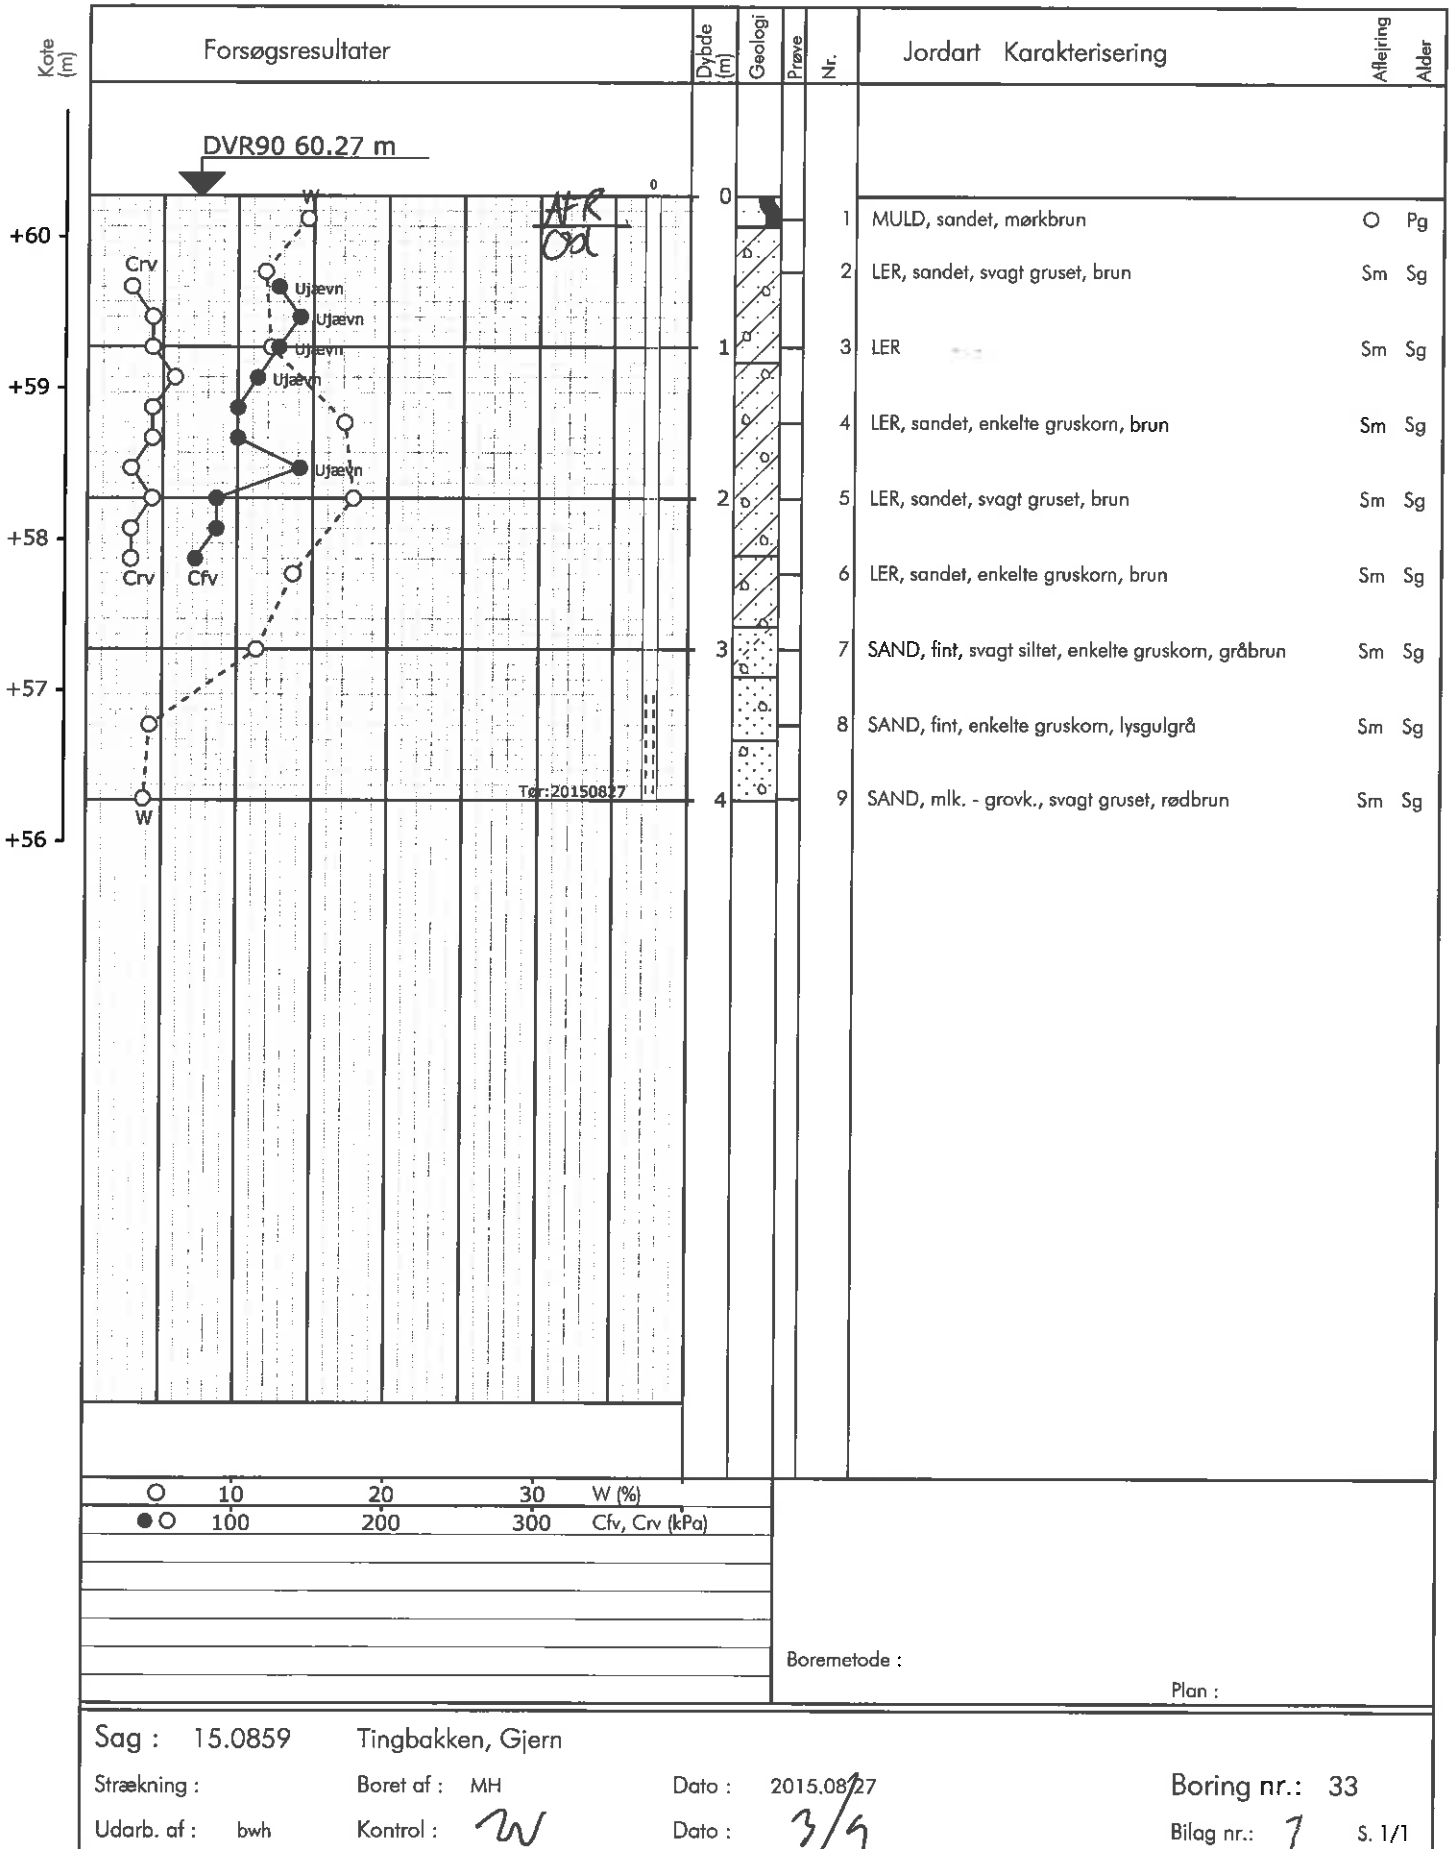 Kote (m) Forsøgsresultater Dybde (m) Geologi Prøve Nr. Jordart Karakterisering Aflejring Alder
DVR90 60.27 m
W 0 0
AFR
Od
1 MULD, sandet, mørkbrun O Pg
+60
Crv
2 LER, sandet, svagt gruset, brun Sm Sg
Ujævn
Ujævn
Ujævn 1 3 LER Sm Sg
+59 Ujævn
4 LER, sandet, enkelte gruskorn, brun Sm Sg
Ujævn
2 5 LER, sandet, svagt gruset, brun Sm Sg
+58
Crv Cfv 6 LER, sandet, enkelte gruskorn, brun Sm Sg
3 7 SAND, fint, svagt siltet, enkelte gruskorn, gråbrun Sm Sg
+57
8 SAND, fint, enkelte gruskorn, lysgulgrå Sm Sg
Tør:20150827 4 9 SAND, mlk. - grovk., svagt gruset, rødbrun Sm Sg
W
+56
10 20 30 W (%)
100 200 300 Cfv, Crv (kPa)
Boremetode :
Plan :
Sag : 15.0859 Tingbakken, Gjern
Strækning : Boret af : MH Dato : 2015.08.27 Boring nr.: 33
Udarb. af : bwh Kontrol : Dato : 3/9 Bilag nr.: 1 S. 1/1